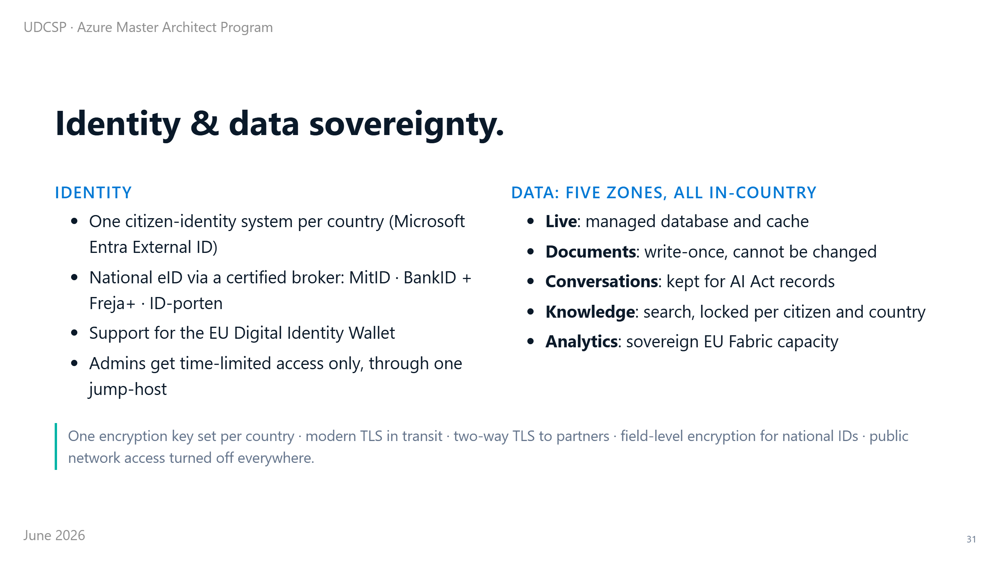 UDCSP · Azure Master Architect Program
Identity & data sovereignty.
IDENTITY
• One citizen-identity system per country (Microsoft
Entra External ID)
• National eID via a certified broker: MitID · BankID +
Freja+ · ID-porten
• Support for the EU Digital Identity Wallet
• Admins get time-limited access only, through one
jump-host
DATA: FIVE ZONES, ALL IN-COUNTRY
• Live: managed database and cache
• Documents: write-once, cannot be changed
• Conversations: kept for AI Act records
• Knowledge: search, locked per citizen and country
• Analytics: sovereign EU Fabric capacity
One encryption key set per country · modern TLS in transit · two-way TLS to partners · field-level encryption for national IDs · public
network access turned off everywhere.
June 2026
31